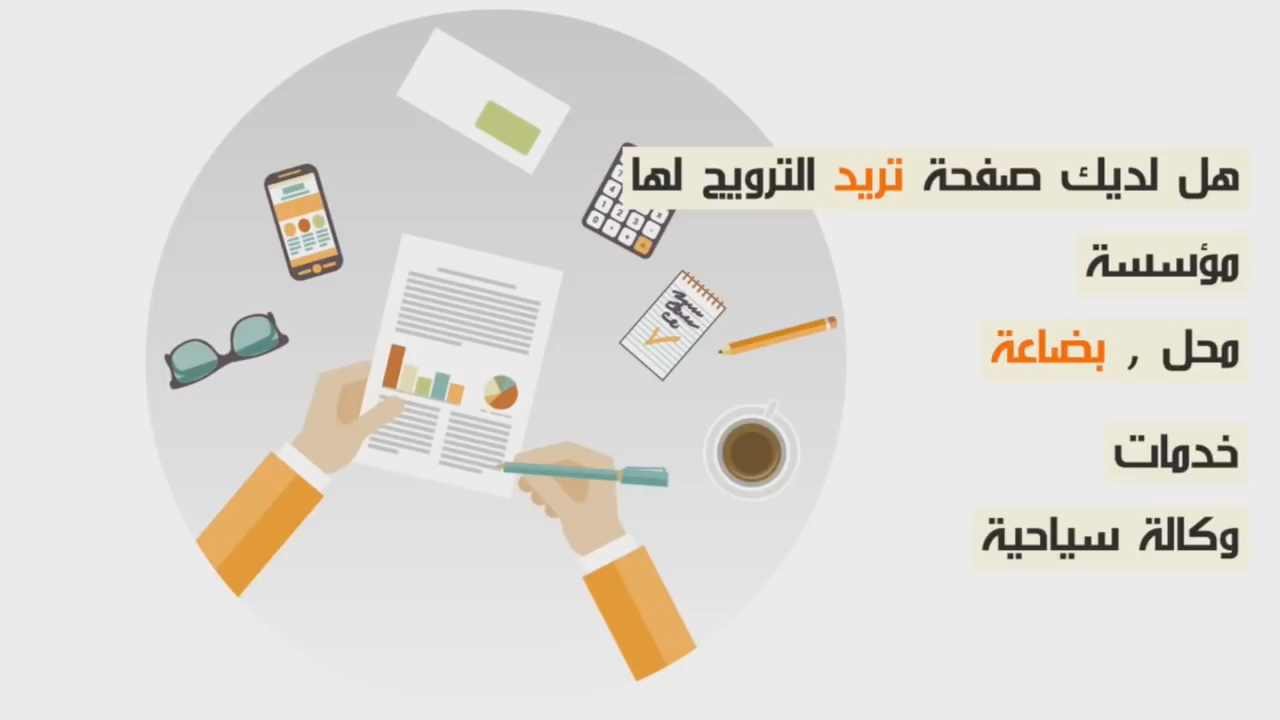 هل لديك صفحة تريد الترويج لها
مؤسسة
محل , بضاعة
خدمات
وكالة سياحية